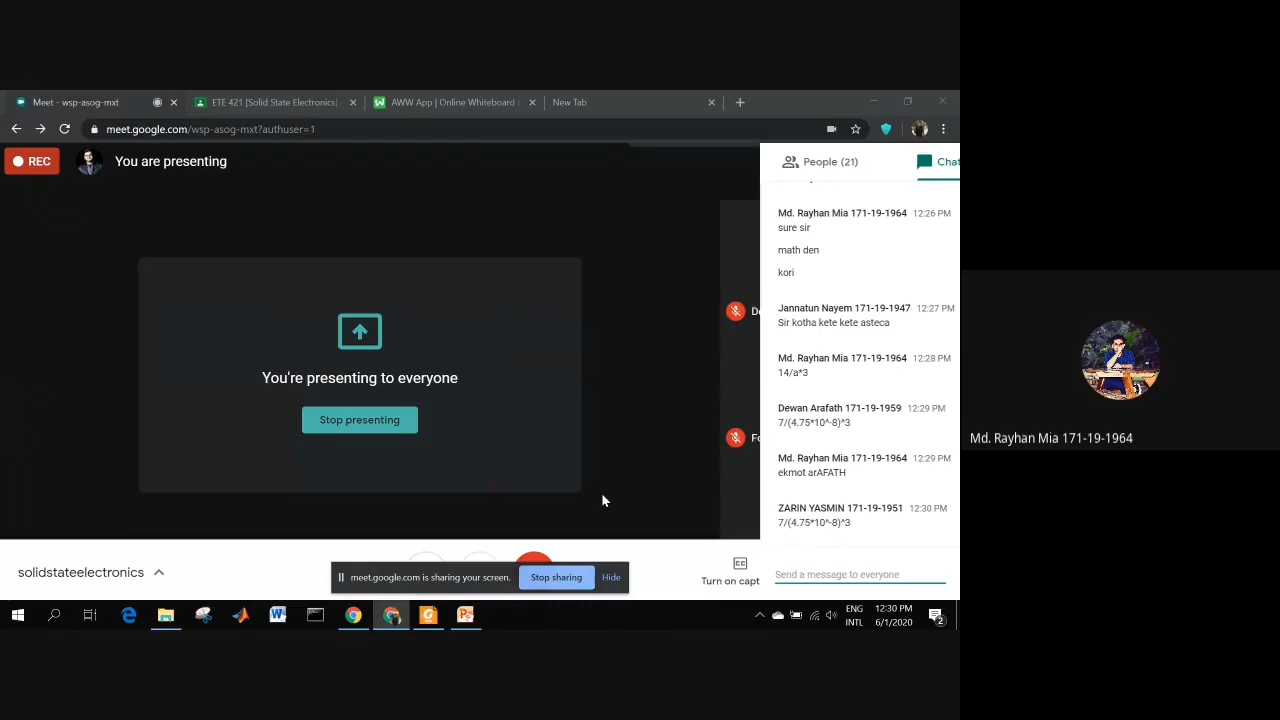 Meet - wsp-asog-mxt
ETE 421 [Solid State Electronics]
AWW App | Online Whiteboard
New Tab
meet.google.com/wsp-asog-mxt?authuser=1
REC
You are presenting
People (21)
Chat
Md. Rayhan Mia 171-19-1964 12:26 PM
sure sir
math den
kori
Jannatun Nayem 171-19-1947 12:27 PM
Sir kotha kete kete asteca
Md. Rayhan Mia 171-19-1964 12:28 PM
14/a*3
Dewan Arafath 171-19-1959 12:29 PM
7/(4.75*10^-8)^3
Md. Rayhan Mia 171-19-1964 12:29 PM
ekmot arAFATH
ZARIN YASMIN 171-19-1951 12:30 PM
7/(4.75*10^-8)^3
You're presenting to everyone
Stop presenting
De
Fo
Md. Rayhan Mia 171-19-1964
solidstateelectronics
meet.google.com is sharing your screen.
Stop sharing
Hide
Turn on capt
Send a message to everyone
ENG
INTL
12:30 PM
6/1/2020
2